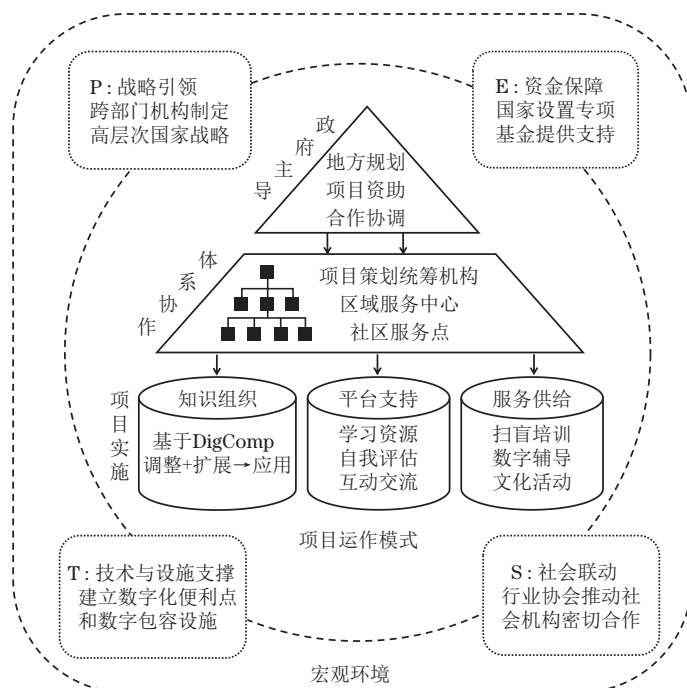 P：战略引领
跨部门机构制定
高层次国家战略
E：资金保障
国家设置专项
基金提供支持
政府主导
地方规划
项目资助
合作协调
体系协作
项目策划统筹机构
区域服务中心
社区服务点
项目实施
知识组织
基于DigComp
调整+扩展→应用
平台支持
学习资源
自我评估
互动交流
服务供给
扫盲培训
数字辅导
文化活动
项目运作模式
T：技术与设施支撑
建立数字化便利点
和数字包容设施
S：社会联动
行业协会推动社
会机构密切合作
宏观环境